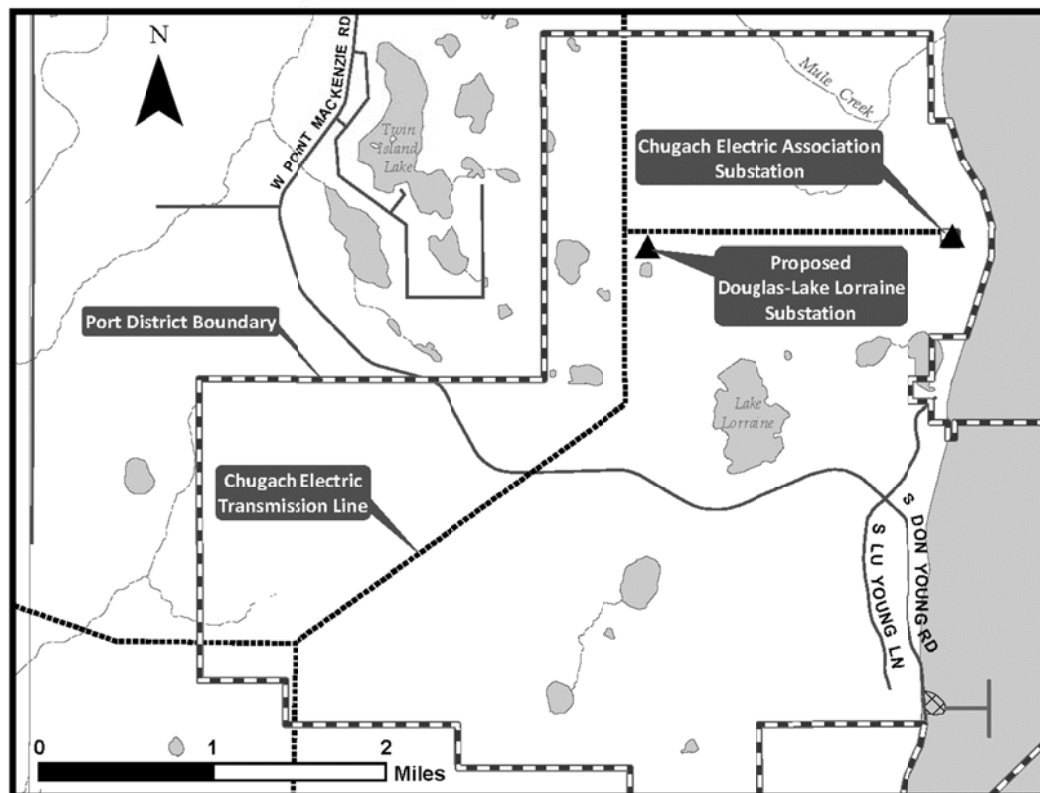 N
W POINT MACKENZIE RD
Twin
Island
Lake
Mule Creek
Chugach Electric Association
Substation
Proposed
Douglas-Lake Lorraine
Substation
Port District Boundary
Lake
Lorraine
Chugach Electric
Transmission Line
S DON YOUNG RD
S LU YOUNG LN
0 1 2
Miles